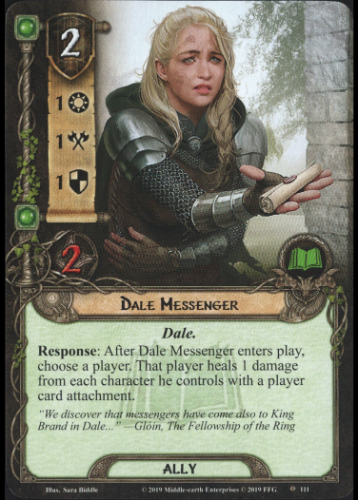 2
1
1
1
2
Dale Messenger
Dale.
Response: After Dale Messenger enters play,
choose a player. That player heals 1 damage
from each character he controls with a player
card attachment.
"We discover that messengers have come also to King
Brand in Dale..." —Glóin, The Fellowship of the Ring
Ally
Illus. Sara Biddle © 2019 Middle-earth Enterprises © 2019 FFG 111